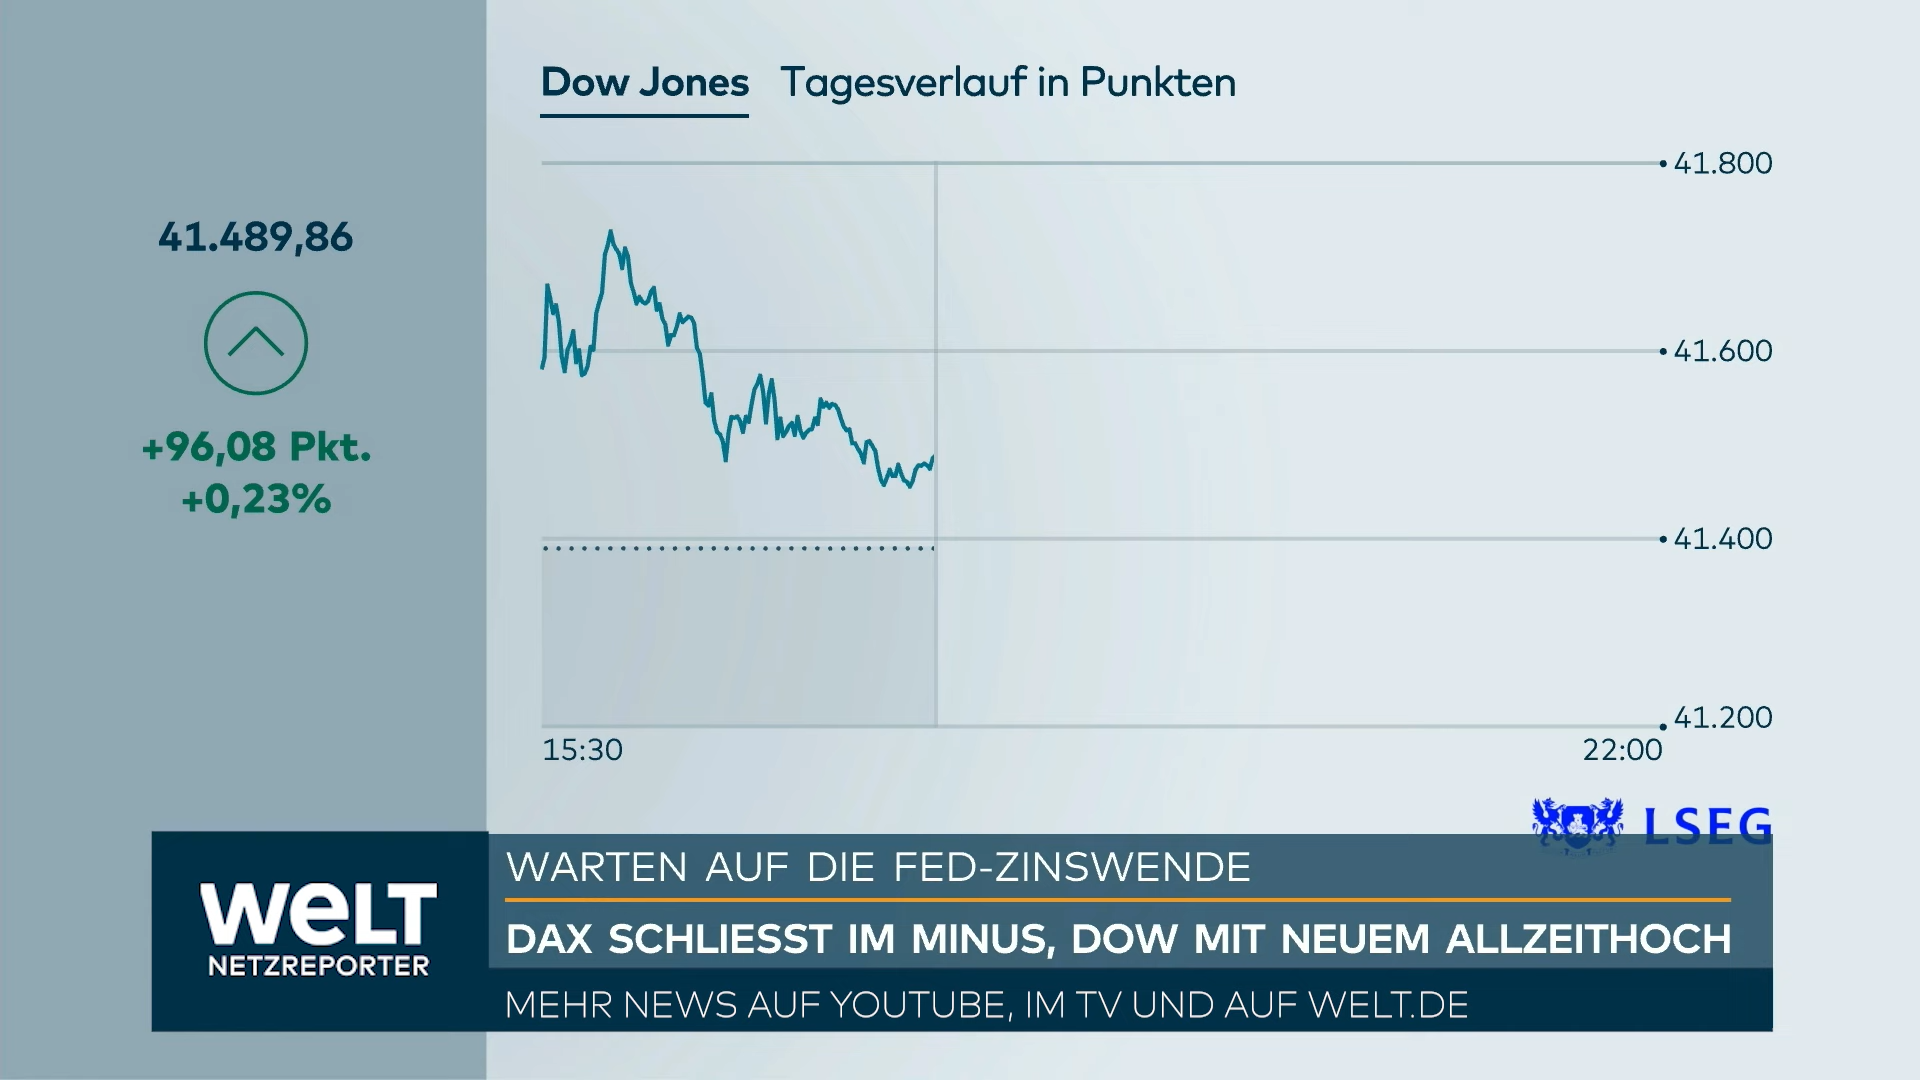 Dow Jones Tagesverlauf in Punkten
41.800
41.489,86
41.600
+96,08 Pkt.
+0,23%
41.400
41.200
15:30 22:00
LSEG
WELT
NETZREPORTER
WARTEN AUF DIE FED-ZINSWENDE
DAX SCHLIESST IM MINUS, DOW MIT NEUEM ALLZEITHOCH
MEHR NEWS AUF YOUTUBE, IM TV UND AUF WELT.DE